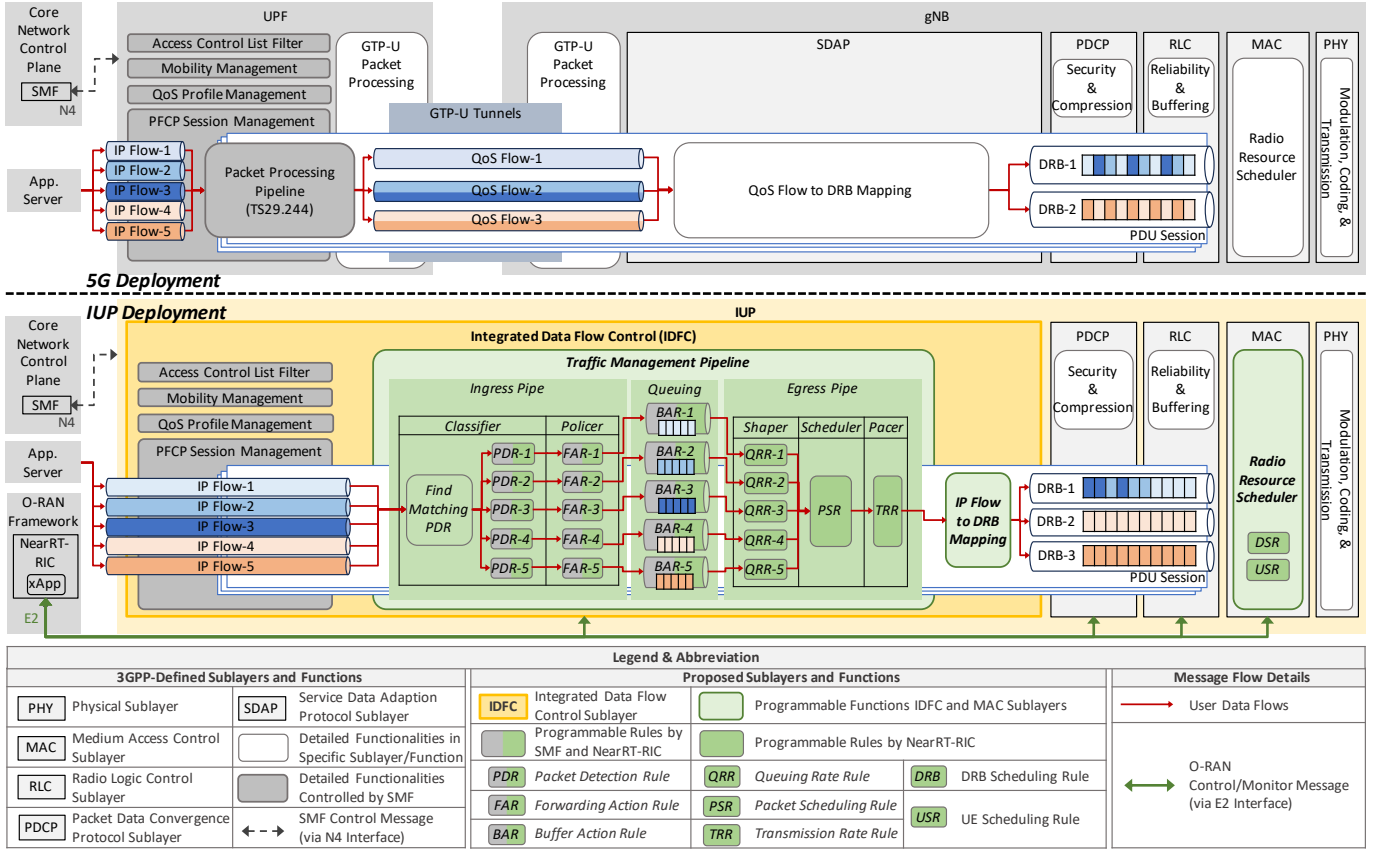 Core
Network
Control
Plane
SMF
N4
UPF
Access Control List Filter
Mobility Management
QoS Profile Management
PFCP Session Management
GTP-U
Packet
Processing
GTP-U Tunnels
gNB
GTP-U
Packet
Processing
SDAP
PDCP
Security
&
Compression
RLC
Reliability
&
Buffering
MAC
Radio
Resource
Scheduler
PHY
Modulation, Coding, &
Transmission
App.
Server
IP Flow-1
IP Flow-2
IP Flow-3
IP Flow-4
IP Flow-5
Packet Processing
Pipeline
(TS29.244)
QoS Flow-1
QoS Flow-2
QoS Flow-3
QoS Flow to DRB Mapping
DRB-1
DRB-2
PDU Session
5G Deployment
IUP Deployment
IUP
Core
Network
Control
Plane
SMF
N4
Integrated Data Flow Control (IDFC)
Access Control List Filter
Mobility Management
QoS Profile Management
PFCP Session Management
Traffic Management Pipeline
Ingress Pipe
Queuing
Egress Pipe
Classifier
Policer
Shaper
Scheduler
Pacer
Find
Matching
PDR
PDR-1
PDR-2
PDR-3
PDR-4
PDR-5
FAR-1
FAR-2
FAR-3
FAR-4
FAR-5
BAR-1
BAR-2
BAR-3
BAR-4
BAR-5
QRR-1
QRR-2
QRR-3
QRR-4
QRR-5
PSR
TRR
IP Flow
to DRB
Mapping
PDCP
Security
&
Compression
RLC
Reliability
&
Buffering
MAC
Radio
Resource
Scheduler
DSR
USR
PHY
Modulation, Coding, &
Transmission
App.
Server
IP Flow-1
IP Flow-2
IP Flow-3
IP Flow-4
IP Flow-5
DRB-1
DRB-2
DRB-3
PDU Session
O-RAN
Framework
NearRT-
RIC
xApp
E2
Legend & Abbreviation
3GPP-Defined Sublayers and Functions
PHY
Physical Sublayer
SDAP
Service Data Adaption
Protocol Sublayer
MAC
Medium Access Control
Sublayer
Detailed Functionalities in
Specific Sublayer/Function
RLC
Radio Logic Control
Sublayer
Detailed Functionalities
Controlled by SMF
PDCP
Packet Data Convergence
Protocol Sublayer
SMF Control Message
(via N4 Interface)
Proposed Sublayers and Functions
IDFC
Integrated Data Flow
Control Sublayer
Programmable Functions IDFC and MAC Sublayers
Programmable Rules by
SMF and NearRT-RIC
Programmable Rules by NearRT-RIC
PDR
Packet Detection Rule
QRR
Queuing Rate Rule
DRB
DRB Scheduling Rule
FAR
Forwarding Action Rule
PSR
Packet Scheduling Rule
USR
UE Scheduling Rule
BAR
Buffer Action Rule
TRR
Transmission Rate Rule
Message Flow Details
User Data Flows
O-RAN
Control/Monitor Message
(via E2 Interface)